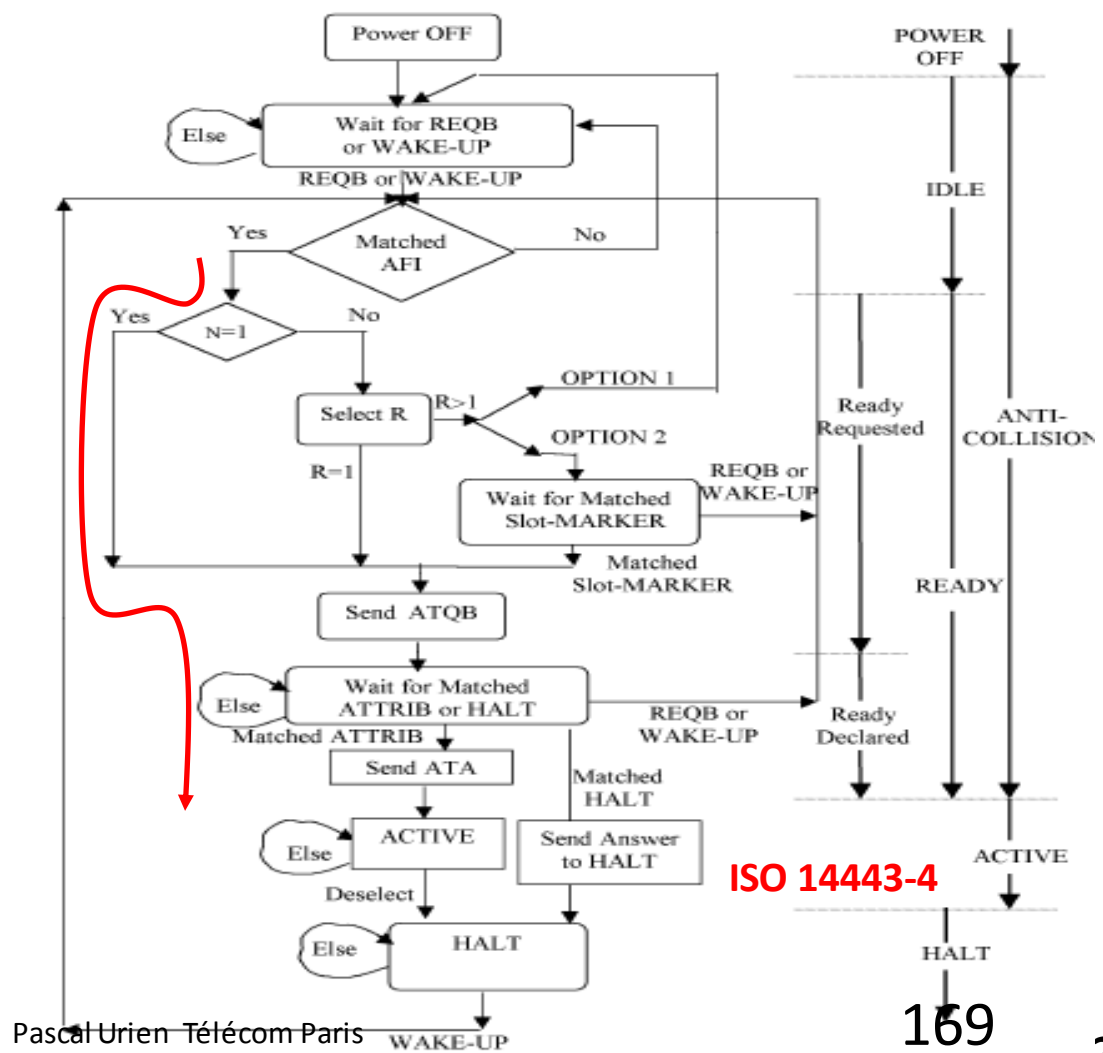 Power OFF
POWER
OFF
Wait for REQB
or WAKE-UP
Else
REQB or WAKE-UP
IDLE
Yes
Matched
AFI
No
Yes
N=1
No
OPTION 1
Select R
R>1
OPTION 2
R=1
Ready
Requested
ANTI-
COLLISION
REQB or
WAKE-UP
Wait for Matched
Slot-MARKER
Matched
Slot-MARKER
READY
Send ATQB
Wait for Matched
ATTRIB or HALT
Else
REQB or
WAKE-UP
Ready
Declared
Matched ATTRIB
Send ATA
Matched
HALT
ACTIVE
Else
Send Answer
to HALT
ISO 14443-4
ACTIVE
Deselect
HALT
Else
HALT
Pascal Urien Télécom Paris
WAKE-UP
169